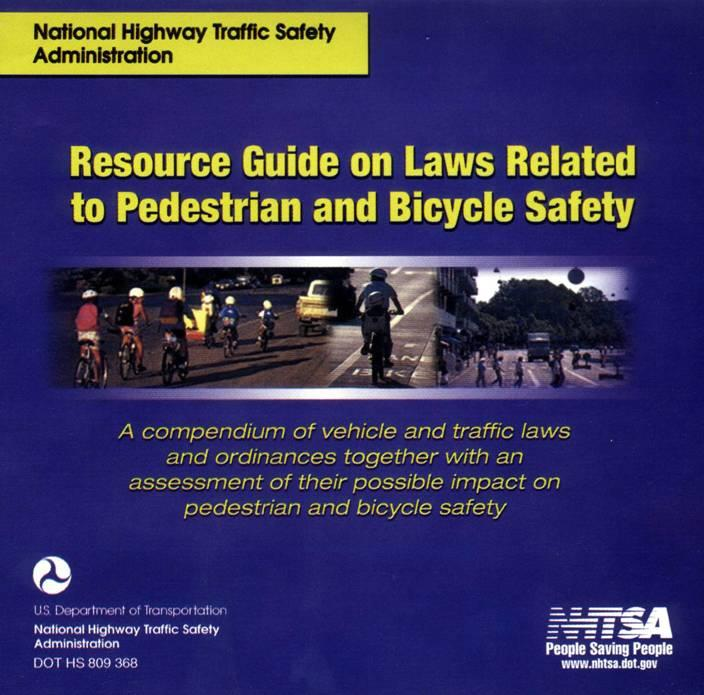 National Highway Traffic Safety
Administration
Resource Guide on Laws Related
to Pedestrian and Bicycle Safety
A compendium of vehicle and traffic laws
and ordinances together with an
assessment of their possible impact on
pedestrian and bicycle safety
U.S. Department of Transportation
National Highway Traffic Safety
Administration
DOT HS 809 368
NHTSA
People Saving People
www.nhtsa.dot.gov